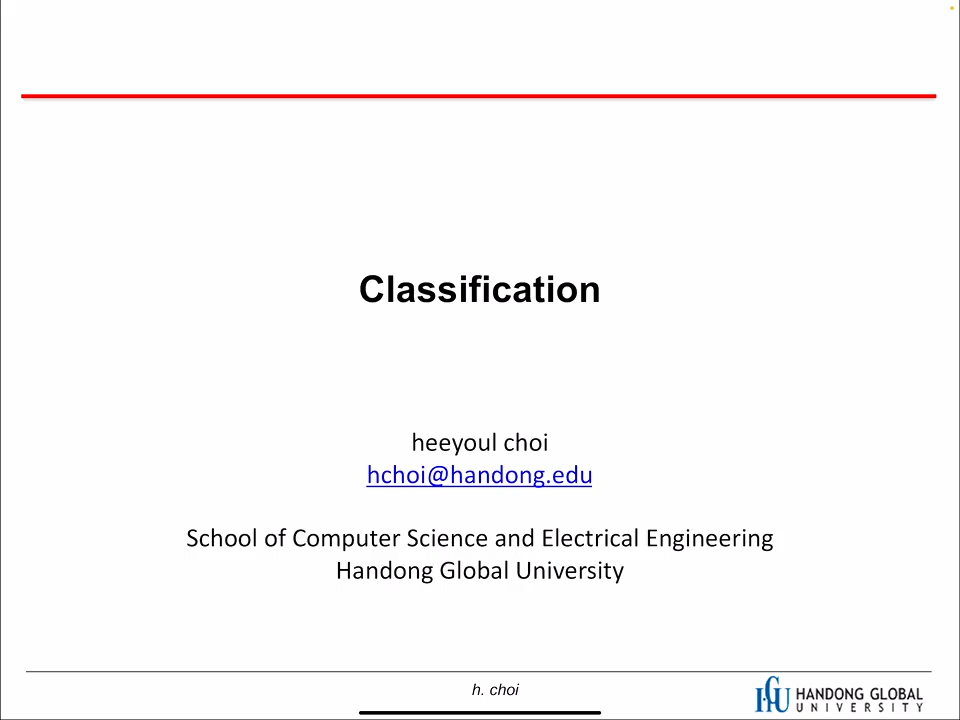 Classification
heeyoul choi
hchoi@handong.edu
School of Computer Science and Electrical Engineering
Handong Global University
h. choi
HGU HANDONG GLOBAL
UNIVERSITY